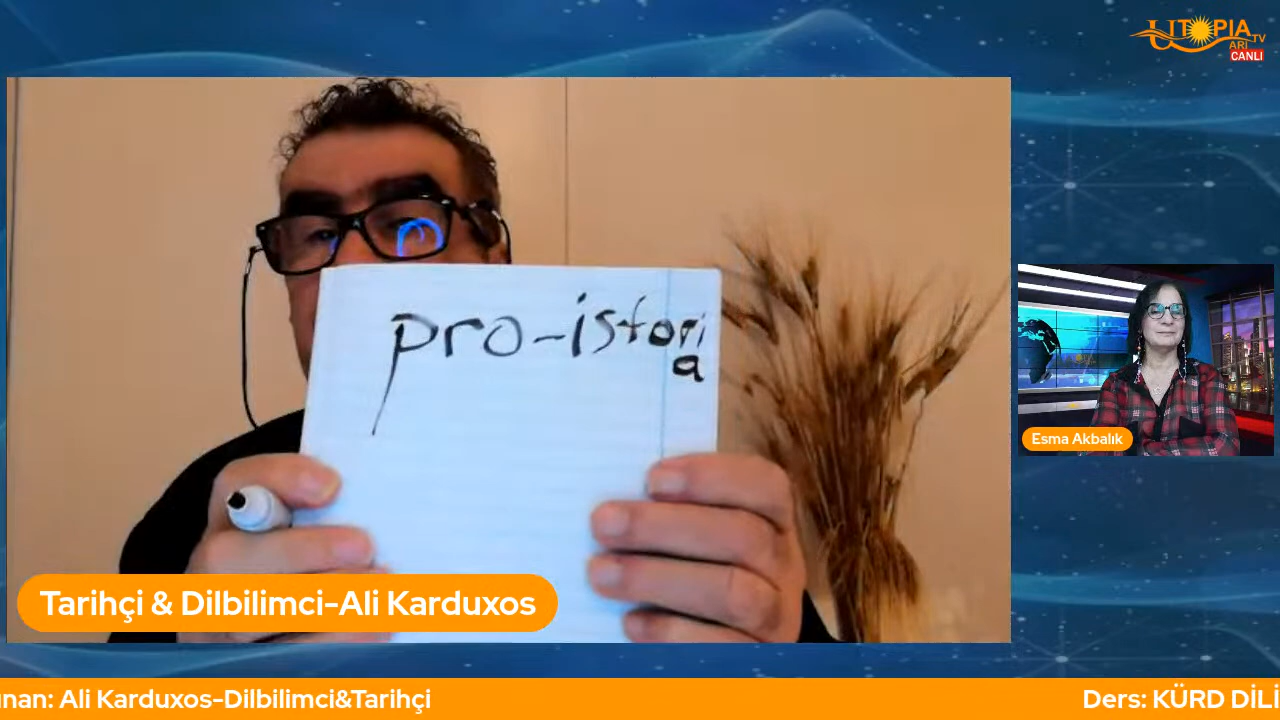 UTOPIA TV
ARİ
CANLI
pro-istori
a
Esma Akbalık
Tarihçi & Dilbilimci-Ali Karduxos
nan: Ali Karduxos-Dilbilimci&Tarihçi
Ders: KÜRD DİLİ